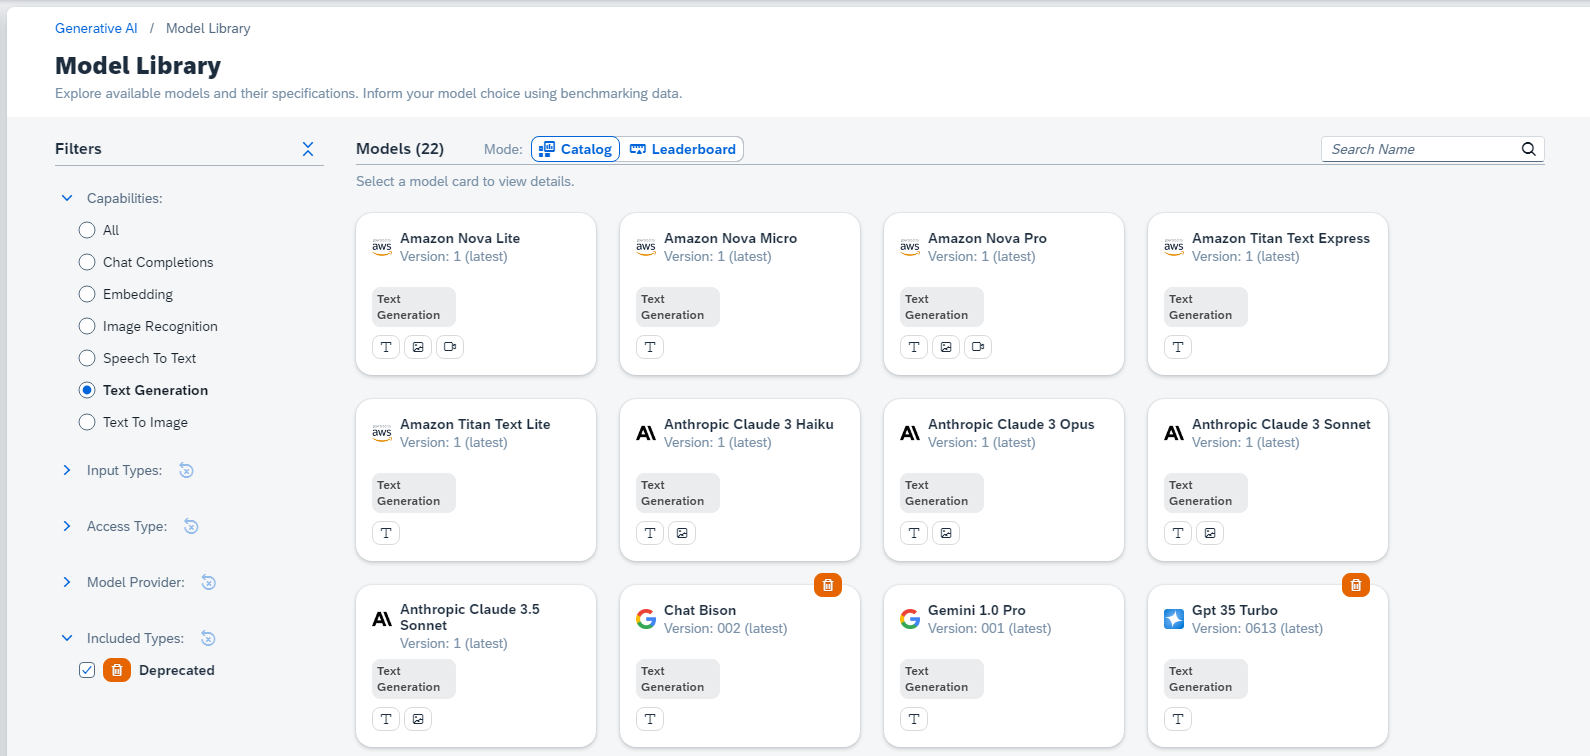 Generative AI / Model Library
Model Library
Explore available models and their specifications. Inform your model choice using benchmarking data.
Filters
Capabilities:
All
Chat Completions
Embedding
Image Recognition
Speech To Text
Text Generation
Text To Image
Input Types:
Access Type:
Model Provider:
Included Types:
Deprecated
Models (22)
Mode:
Catalog
Leaderboard
Search Name
Select a model card to view details.
aws
Amazon Nova Lite
Version: 1 (latest)
Text
Generation
T
aws
Amazon Nova Micro
Version: 1 (latest)
Text
Generation
T
aws
Amazon Nova Pro
Version: 1 (latest)
Text
Generation
T
aws
Amazon Titan Text Express
Version: 1 (latest)
Text
Generation
T
aws
Amazon Titan Text Lite
Version: 1 (latest)
Text
Generation
T
Anthropic Claude 3 Haiku
Version: 1 (latest)
Text
Generation
T
Anthropic Claude 3 Opus
Version: 1 (latest)
Text
Generation
T
Anthropic Claude 3 Sonnet
Version: 1 (latest)
Text
Generation
T
Anthropic Claude 3.5
Sonnet
Version: 1 (latest)
Text
Generation
T
Chat Bison
Version: 002 (latest)
Text
Generation
T
Gemini 1.0 Pro
Version: 001 (latest)
Text
Generation
T
Gpt 35 Turbo
Version: 0613 (latest)
Text
Generation
T